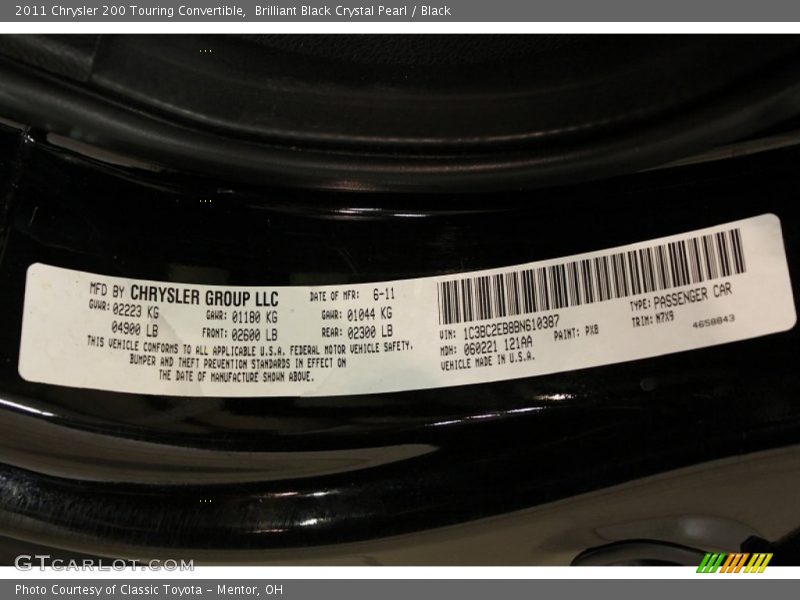 2011 Chrysler 200 Touring Convertible,  Brilliant Black Crystal Pearl / Black
MFD BY CHRYSLER GROUP LLC
DATE OF MFR: 6-11
GVWR: 02223 KG
GAWR: 01180 KG
GAWR: 01044 KG
04900 LB
FRONT: 02600 LB
REAR: 02300 LB
THIS VEHICLE CONFORMS TO ALL APPLICABLE U.S.A. FEDERAL MOTOR VEHICLE SAFETY,
BUMPER AND THEFT PREVENTION STANDARDS IN EFFECT ON
THE DATE OF MANUFACTURE SHOWN ABOVE.
VIN: 1C3BC2EB8BN610387
TYPE: PASSENGER CAR
MDH: 060221 121AA
PAINT: PX8
TRIM: M7X9
VEHICLE MADE IN U.S.A.
4658843
GTCARLOT.COM
Photo Courtesy of Classic Toyota - Mentor, OH